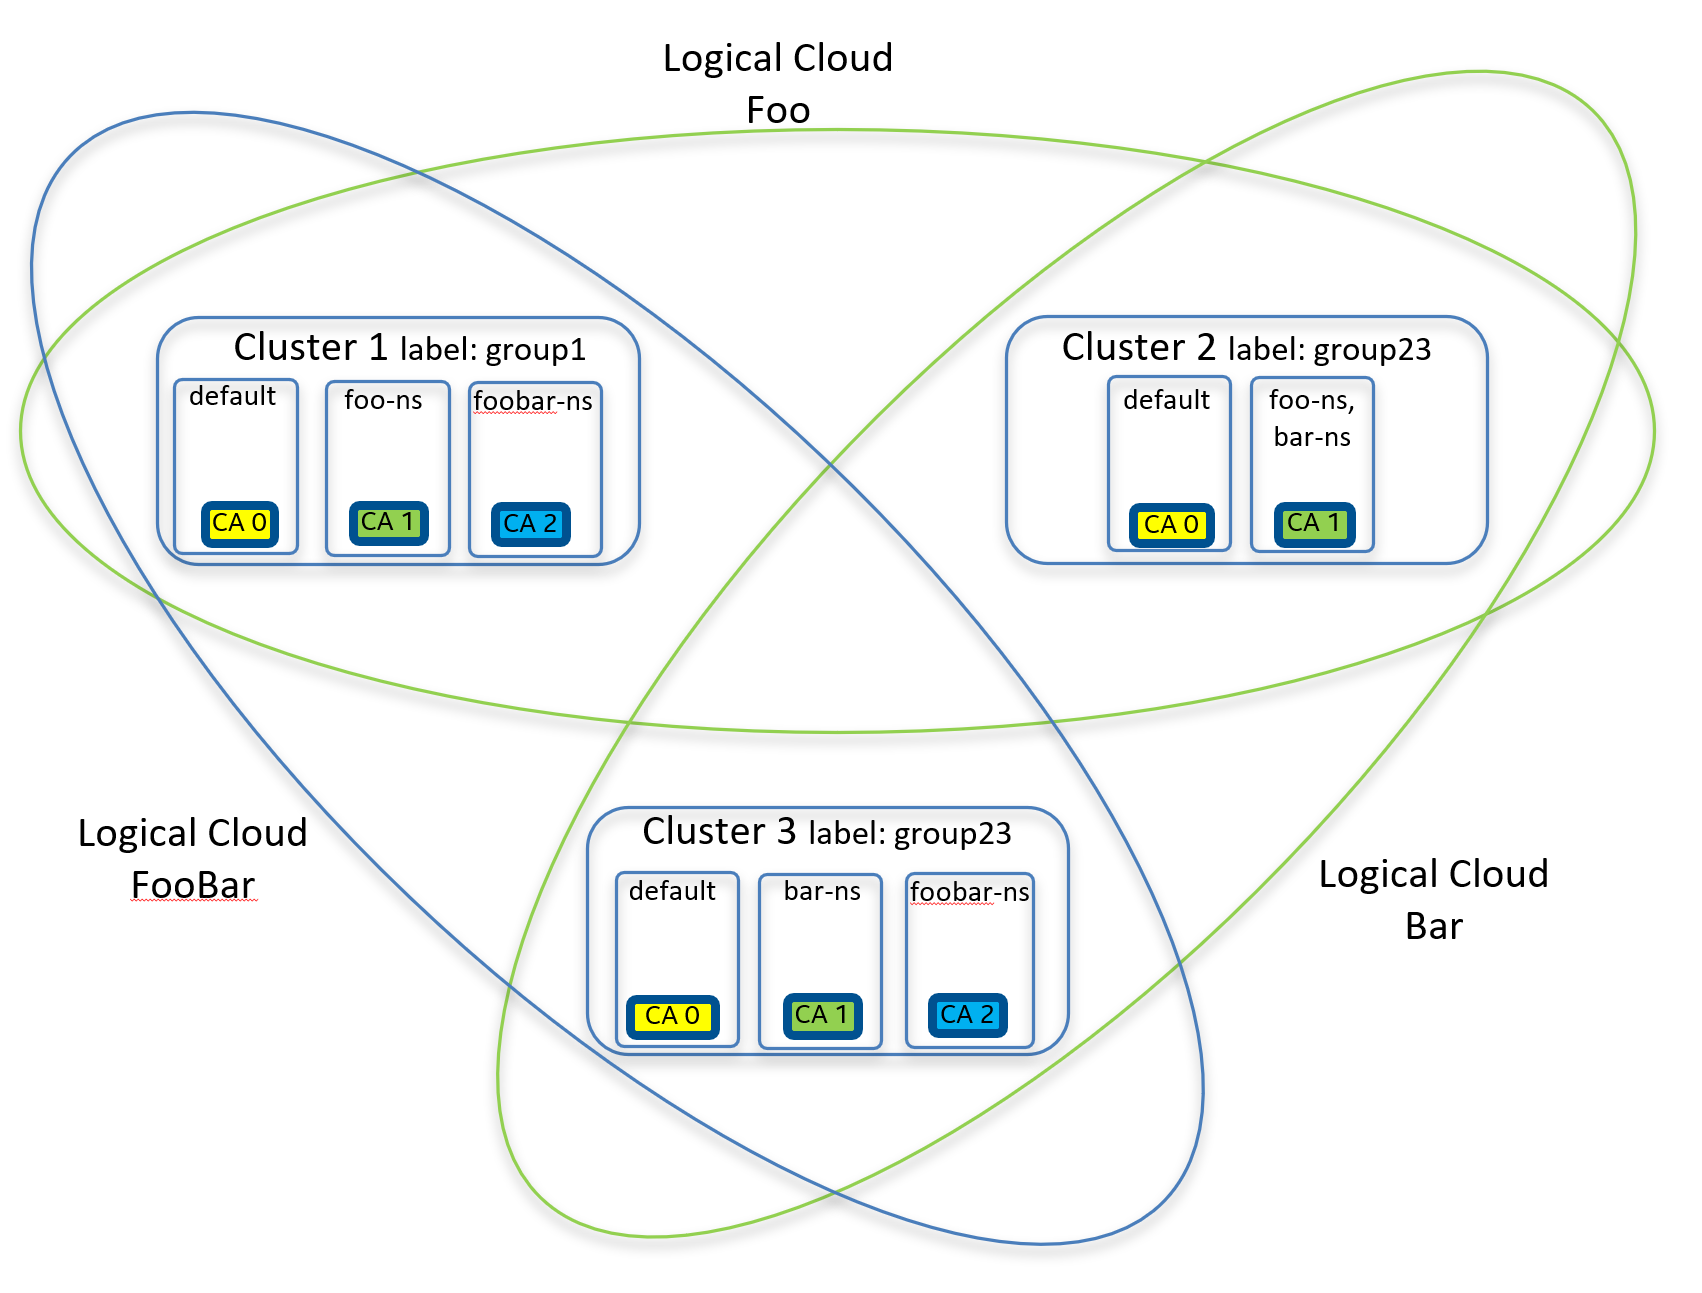 Logical Cloud
Foo
Cluster 1 label: group1
default
foo-ns
foobar-ns
CA 0
CA 1
CA 2
Cluster 2 label: group23
default
foo-ns,
bar-ns
CA 0
CA 1
Logical Cloud
FooBar
Cluster 3 label: group23
default
bar-ns
foobar-ns
CA 0
CA 1
CA 2
Logical Cloud
Bar